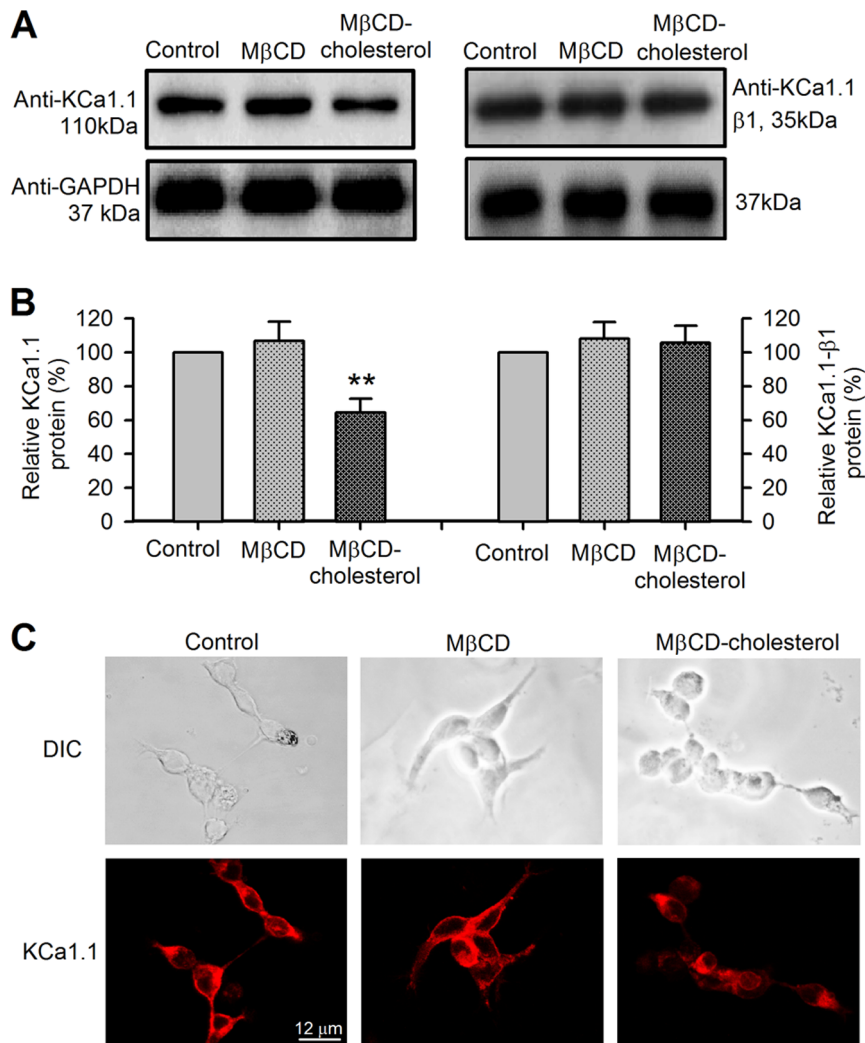 A
Control MβCD MβCD-
cholesterol
Control MβCD MβCD-
cholesterol
Anti-KCa1.1
110kDa
Anti-KCa1.1
β1, 35kDa
Anti-GAPDH
37 kDa
37kDa
B
Relative KCa1.1
protein (%)
120
100
80
60
40
20
0
**
120
100
80
60
40
20
0
Relative KCa1.1-β1
protein (%)
Control MβCD MβCD-
cholesterol
Control MβCD MβCD-
cholesterol
C
Control MβCD MβCD-cholesterol
DIC
KCa1.1
12 μm